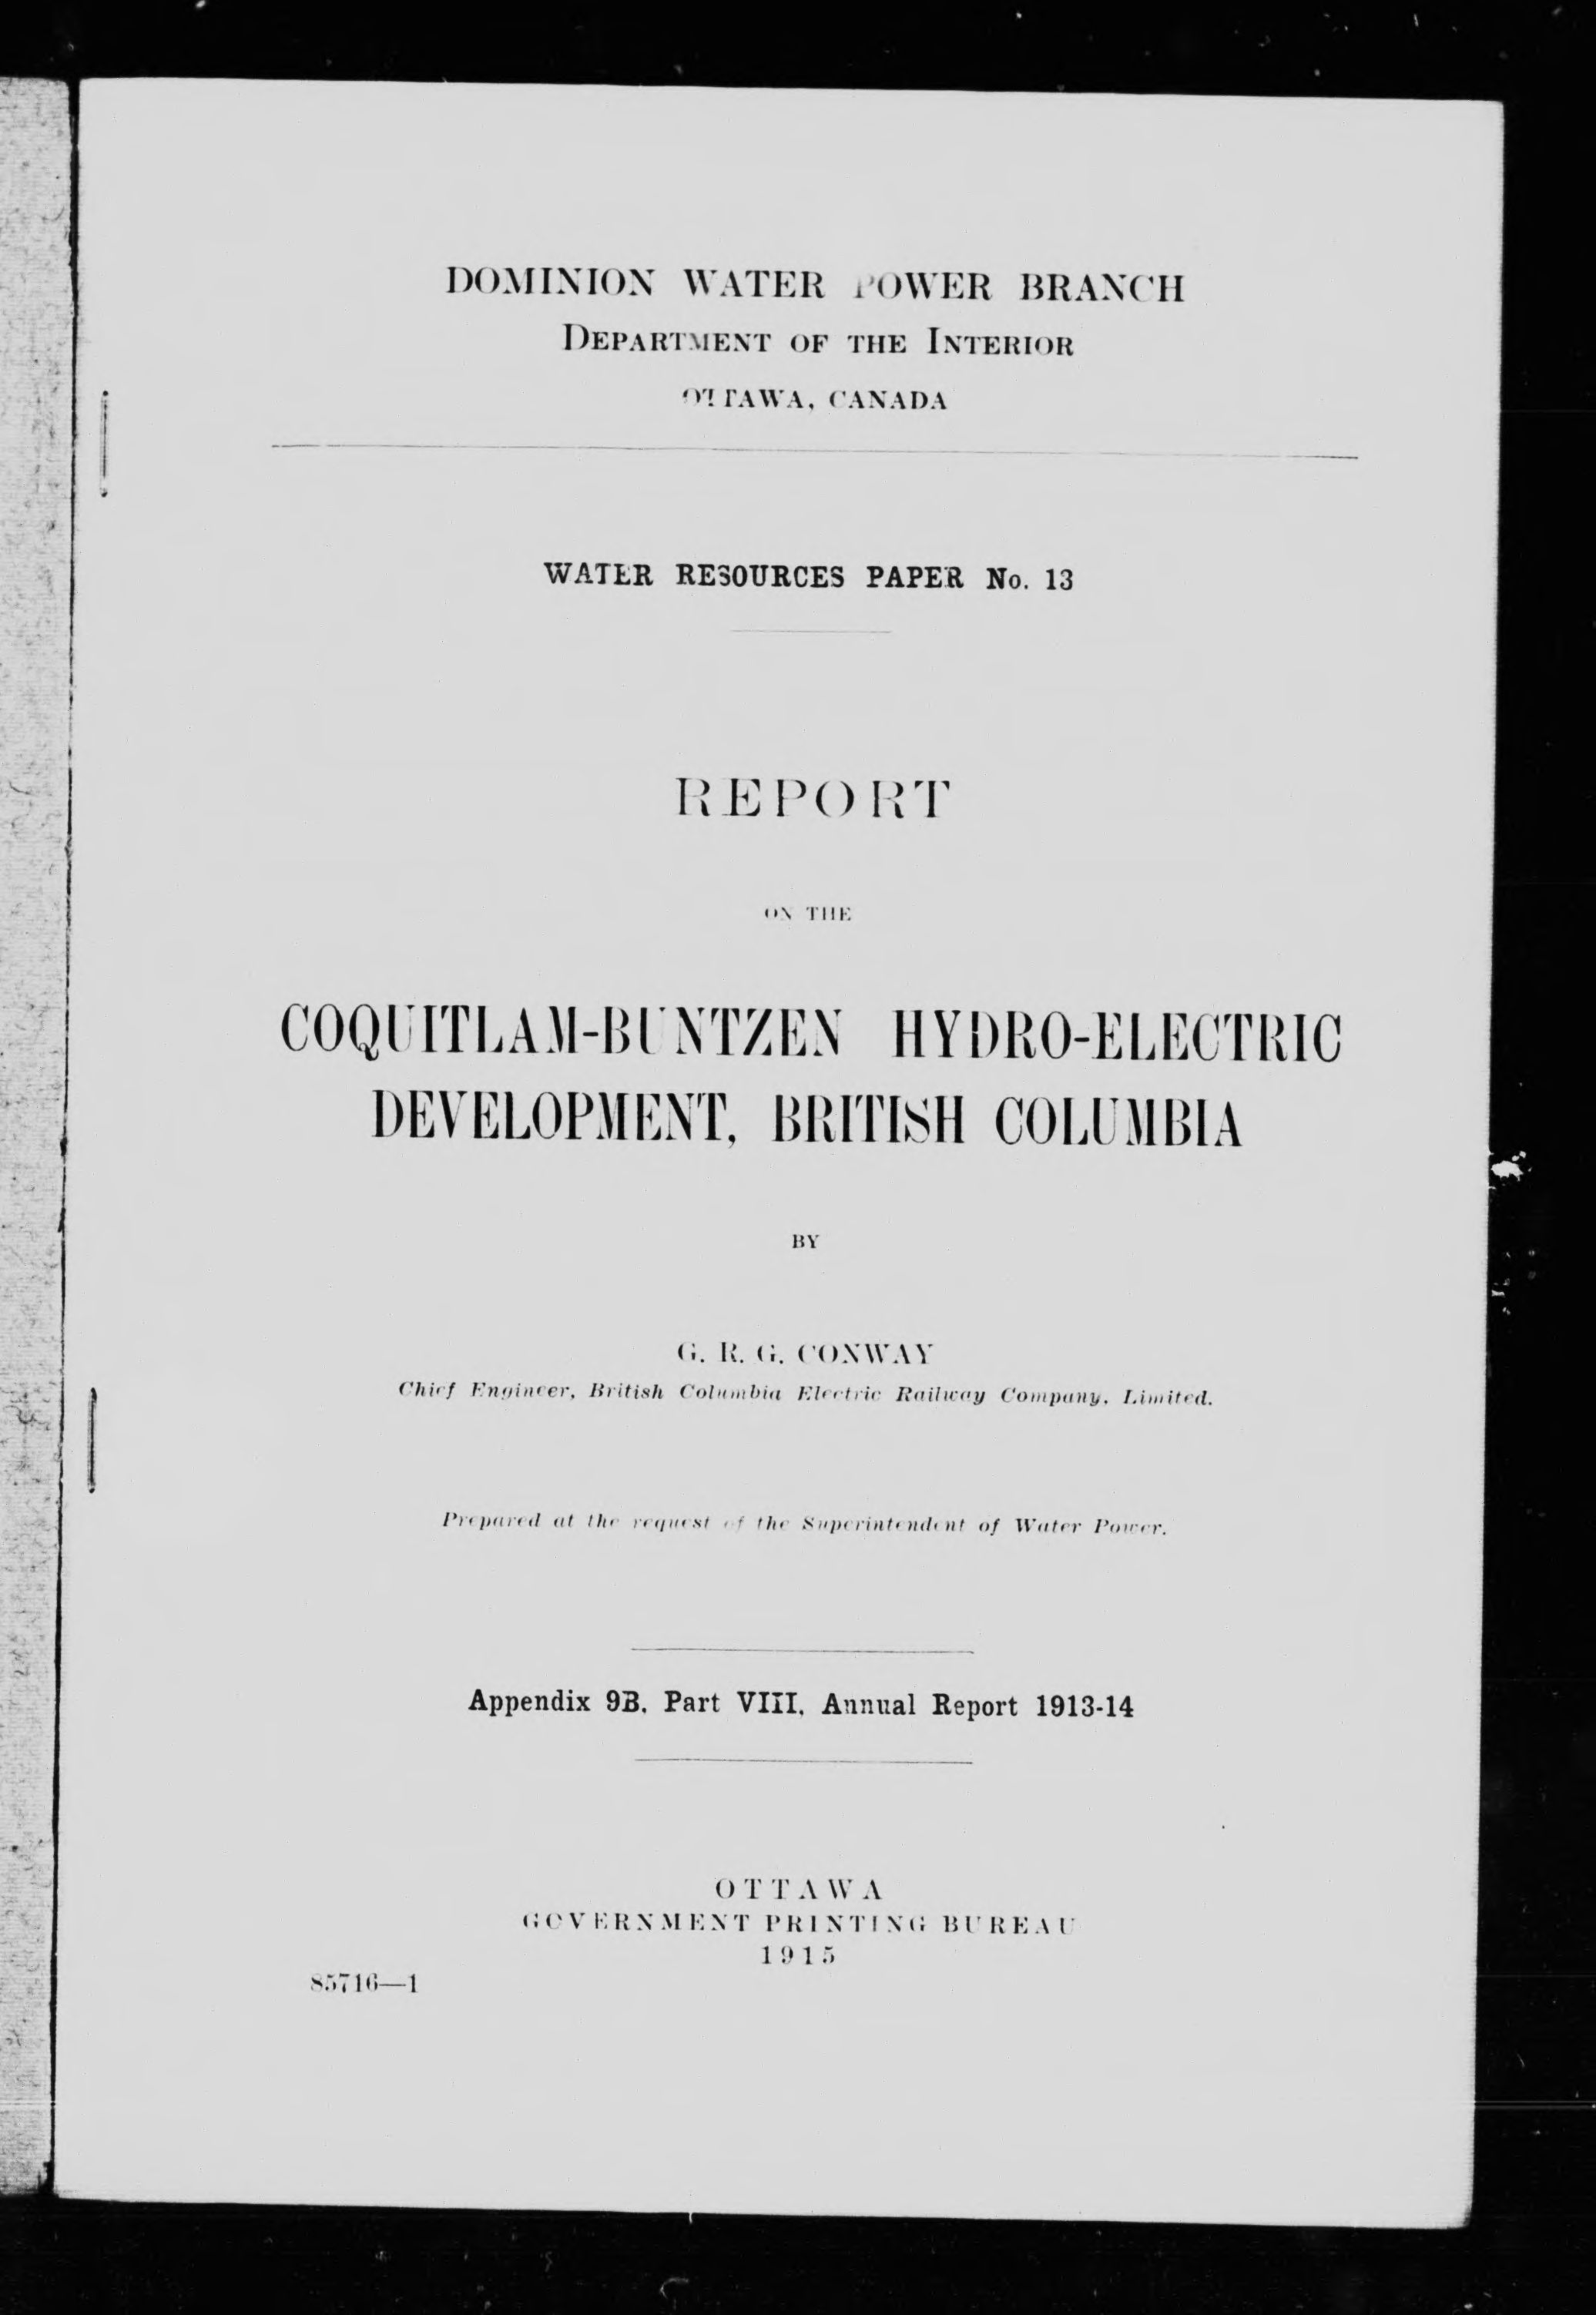 DOMINION WATER POWER BRANCH
DEPARTMENT OF THE INTERIOR
OTTAWA, CANADA
WATER RESOURCES PAPER No. 13
REPORT
ON THE
COQUITLAM-BUNTZEN HYDRO-ELECTRIC
DEVELOPMENT, BRITISH COLUMBIA
BY
G. R. G. CONWAY
Chief Engineer, British Columbia Electric Railway Company, Limited.
Prepared at the request of the Superintendent of Water Power.
Appendix 9B, Part VIII, Annual Report 1913-14
OTTAWA
GOVERNMENT PRINTING BUREAU
1915
85716—1